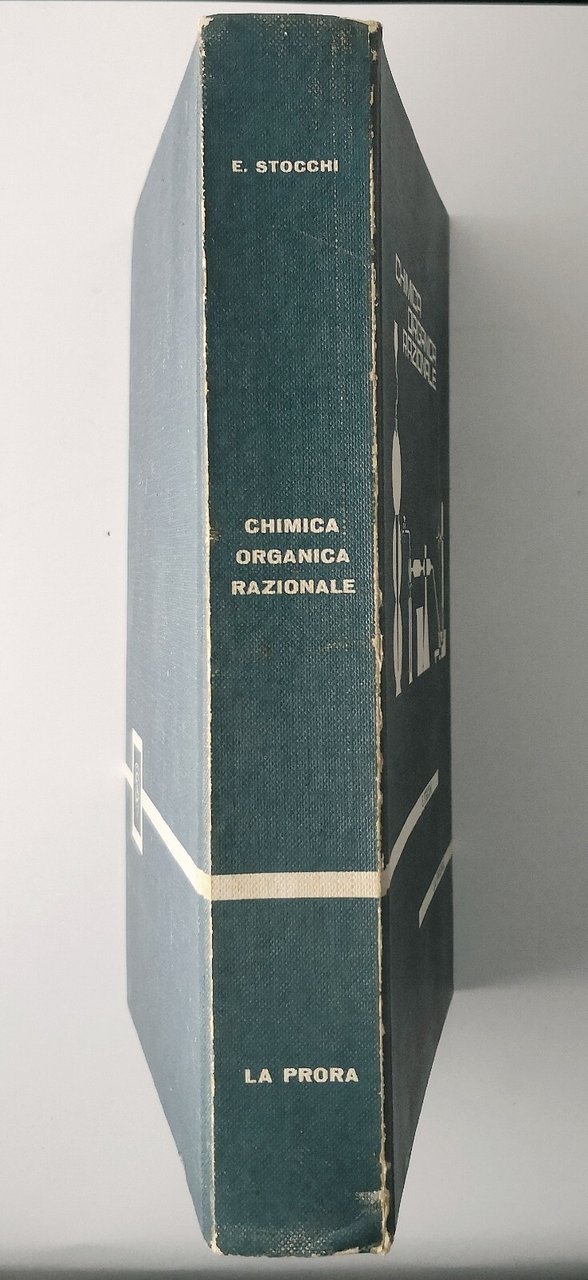 E. STOCCHI
CHIMICA
ORGANICA
RAZIONALE
LA PRORA
CHIMICA
ORGANICA
RAZIONALE